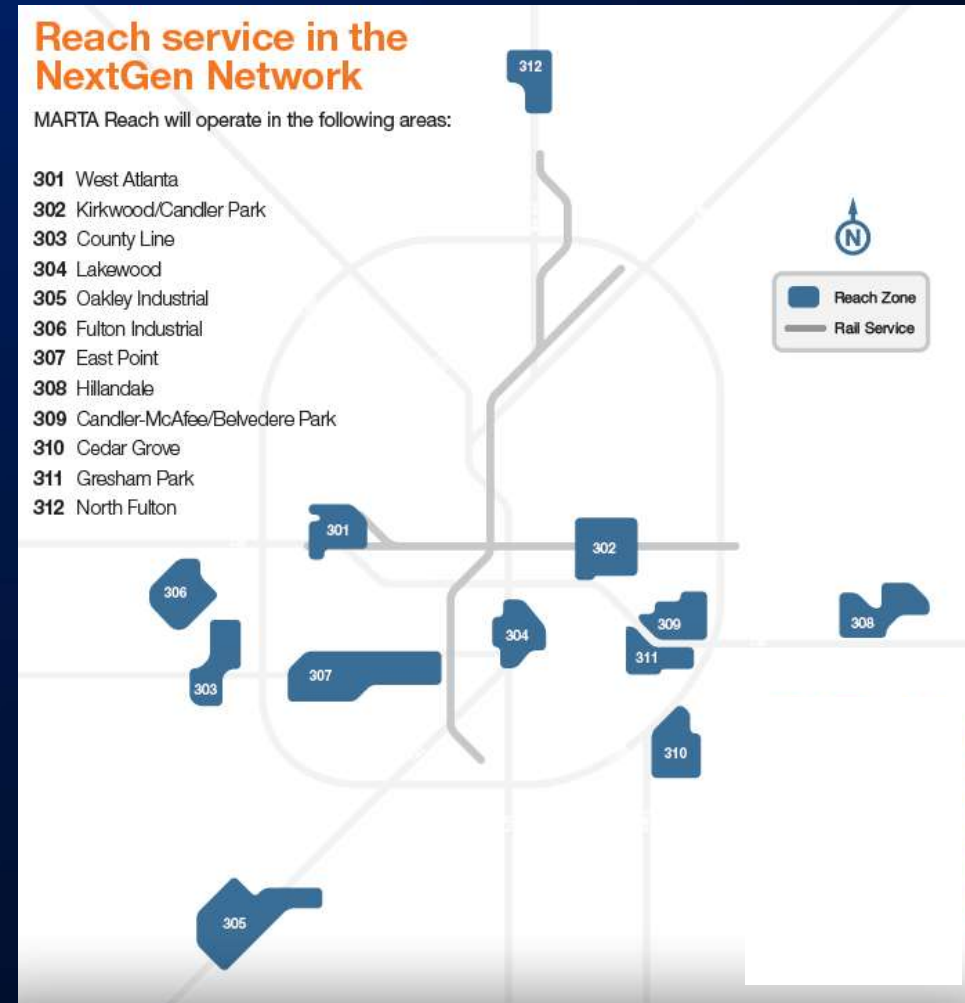 Reach service in the
NextGen Network
MARTA Reach will operate in the following areas:
301 West Atlanta
302 Kirkwood/Candler Park
303 County Line
304 Lakewood
305 Oakley Industrial
306 Fulton Industrial
307 East Point
308 Hillandale
309 Candler-McAfee/Belvedere Park
310 Cedar Grove
311 Gresham Park
312 North Fulton
312
N
Reach Zone
Rail Service
301
302
306
304
309
308
311
307
303
310
305